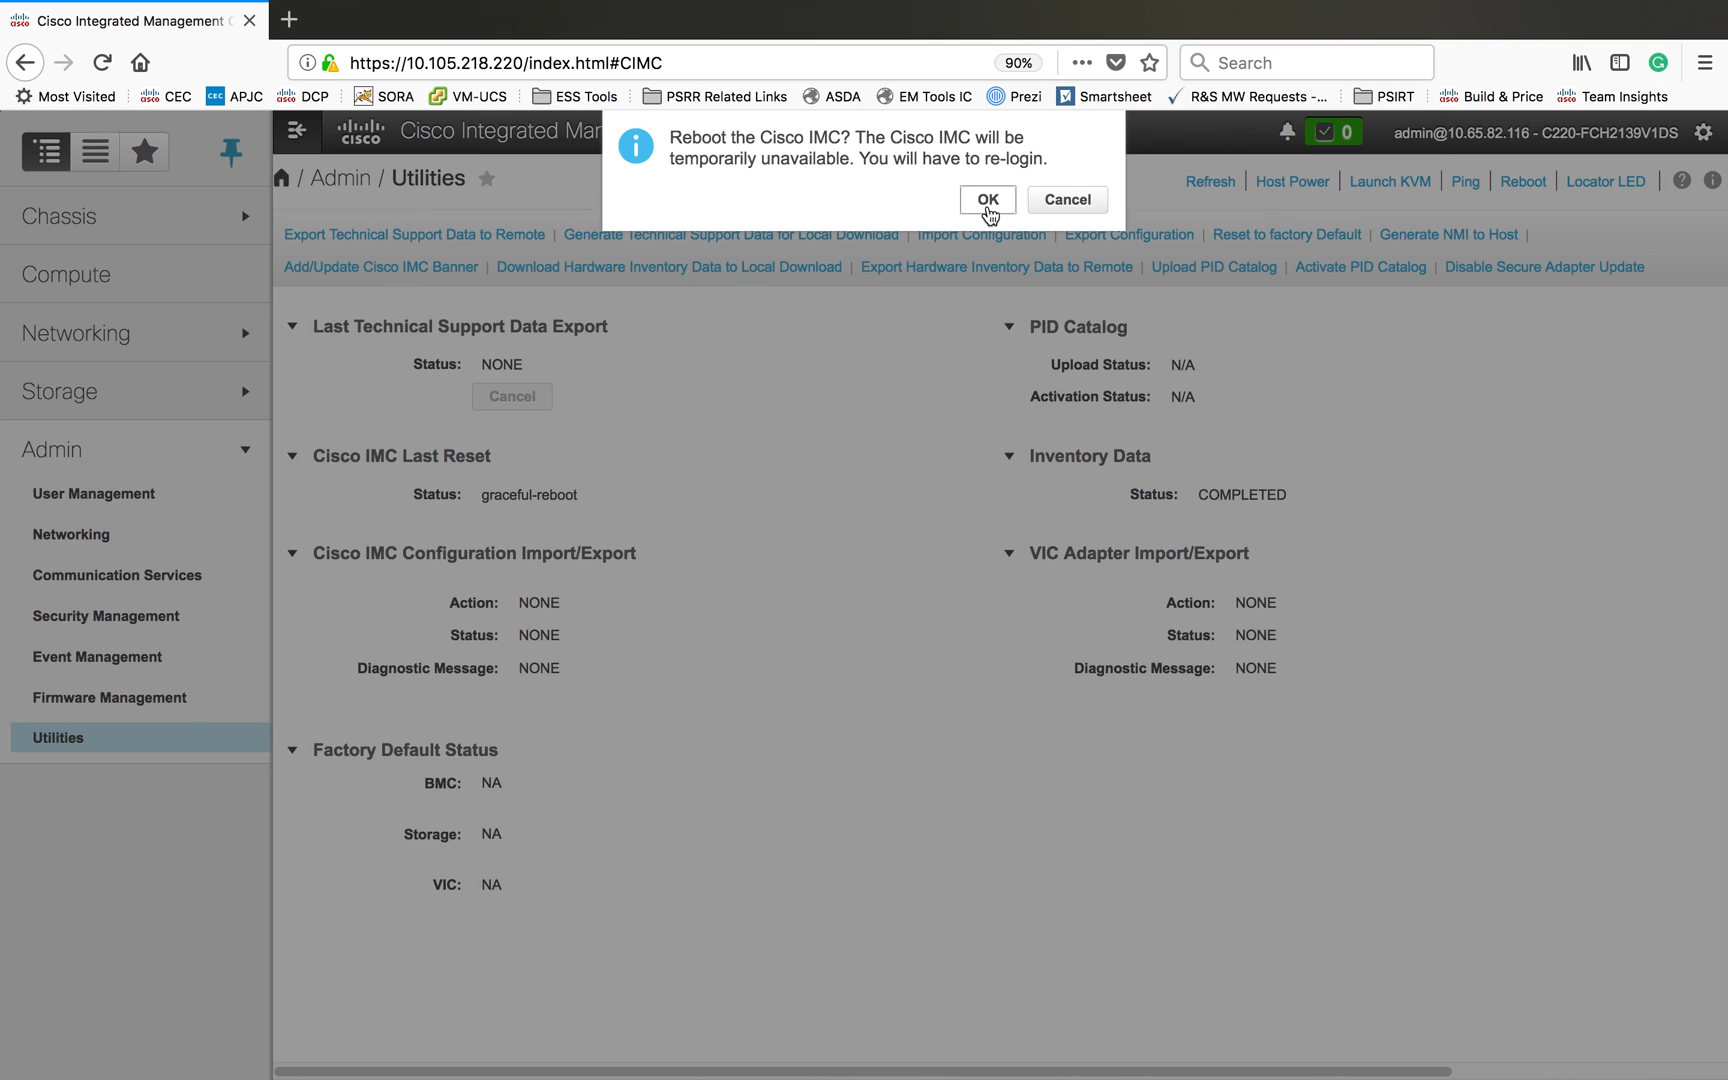 Cisco Integrated Management C
https://10.105.218.220/index.html#CIMC
90%
Search
Most Visited
CEC
CEC APJC
DCP
SORA
VM-UCS
ESS Tools
PSRR Related Links
ASDA
EM Tools IC
Prezi
Smartsheet
R&S MW Requests -...
PSIRT
Build & Price
Team Insights
cisco Cisco Integrated Man
0
admin@10.65.82.116 - C220-FCH2139V1DS
Reboot the Cisco IMC? The Cisco IMC will be
temporarily unavailable. You will have to re-login.
OK
Cancel
/ Admin / Utilities
Refresh | Host Power | Launch KVM | Ping | Reboot | Locator LED
Export Technical Support Data to Remote | Generate Technical Support Data for Local Download | Import Configuration | Export Configuration | Reset to factory Default | Generate NMI to Host |
Add/Update Cisco IMC Banner | Download Hardware Inventory Data to Local Download | Export Hardware Inventory Data to Remote | Upload PID Catalog | Activate PID Catalog | Disable Secure Adapter Update
Chassis
Compute
Networking
Storage
Admin
User Management
Networking
Communication Services
Security Management
Event Management
Firmware Management
Utilities
Last Technical Support Data Export
Status: NONE
Cancel
Cisco IMC Last Reset
Status: graceful-reboot
Cisco IMC Configuration Import/Export
Action: NONE
Status: NONE
Diagnostic Message: NONE
Factory Default Status
BMC: NA
Storage: NA
VIC: NA
PID Catalog
Upload Status: N/A
Activation Status: N/A
Inventory Data
Status: COMPLETED
VIC Adapter Import/Export
Action: NONE
Status: NONE
Diagnostic Message: NONE